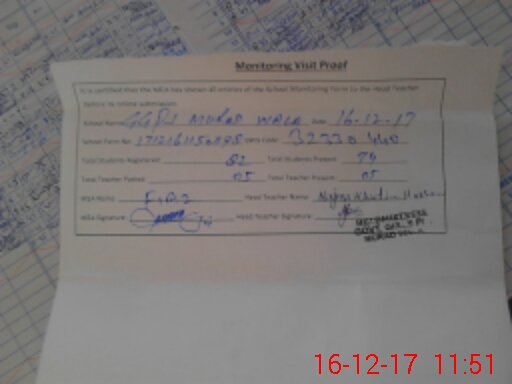 Monitoring Visit Proof
It is certified that the MEA has shown all entries of the School Monitoring Form to the Head Teacher
before its online submission.
School Name: GGPS MURAD WALA Date: 16-12-17
School Form No: EMIS Code: 32330440
Total Students Registered: 82 Total Students Present: 79
Total Teacher Posted: 05 Total Teacher Present: 05
MEA Name: Head Teacher Name:
MEA Signature: Head Teacher Signature:
16-12-17 11:51